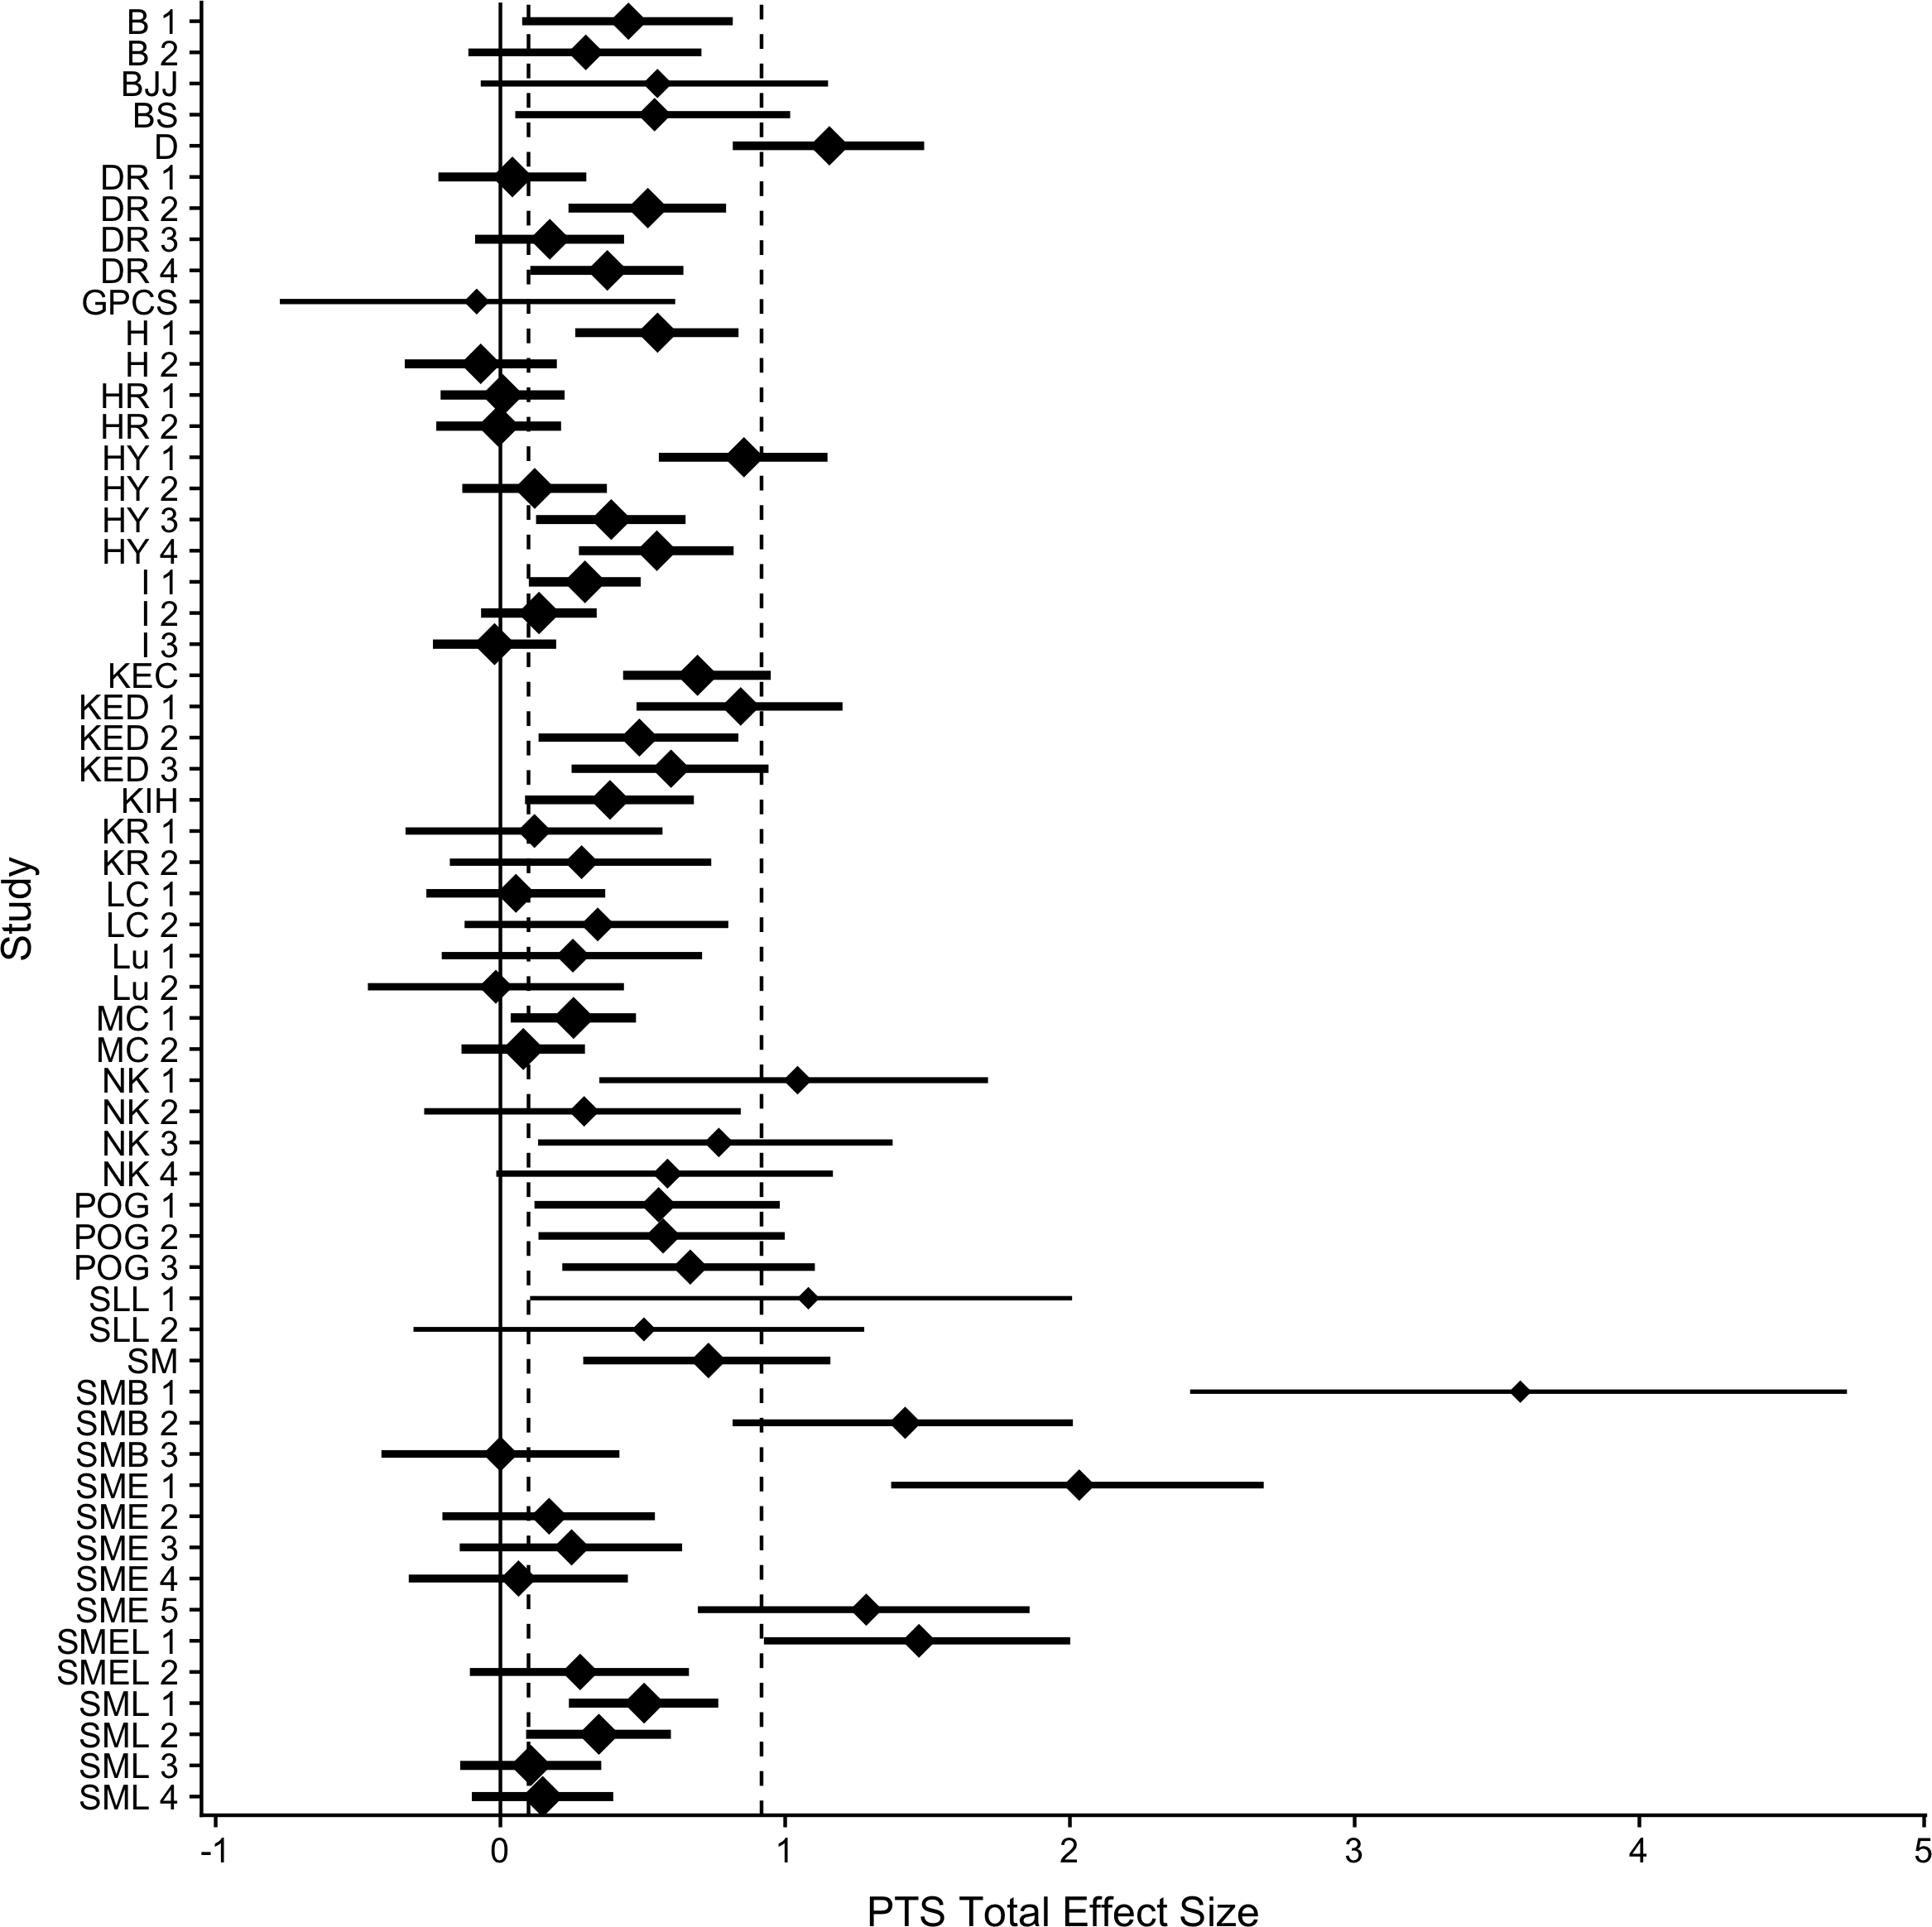 B 1
B 2
BJJ
BS
D
DR 1
DR 2
DR 3
DR 4
GPCS
H 1
H 2
HR 1
HR 2
HY 1
HY 2
HY 3
HY 4
I 1
I 2
I 3
KEC
KED 1
KED 2
KED 3
KIH
KR 1
KR 2
LC 1
LC 2
Lu 1
Lu 2
MC 1
MC 2
NK 1
NK 2
NK 3
NK 4
POG 1
POG 2
POG 3
SLL 1
SLL 2
SM
SMB 1
SMB 2
SMB 3
SME 1
SME 2
SME 3
SME 4
SME 5
SMEL 1
SMEL 2
SML 1
SML 2
SML 3
SML 4
Study
-1 0 1 2 3 4 5
PTS Total Effect Size